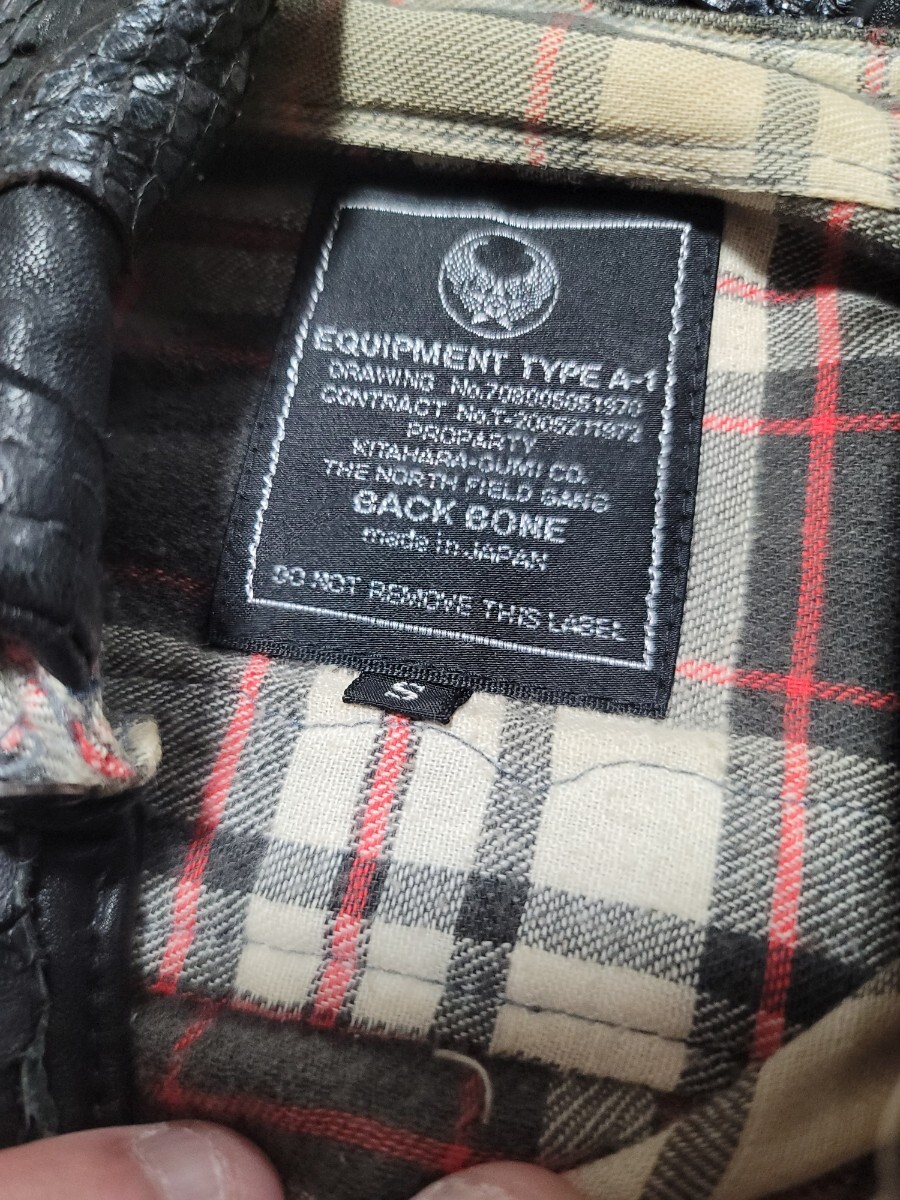 EQUIPMENT TYPE A-1
DRAWING No.708005951973
CONTRACT No.T-2005211972
PROPARTY
KITAHARA-GUMI CO.
THE NORTH FIELD GANG
BACK BONE
made in JAPAN
DO NOT REMOVE THIS LABEL
S